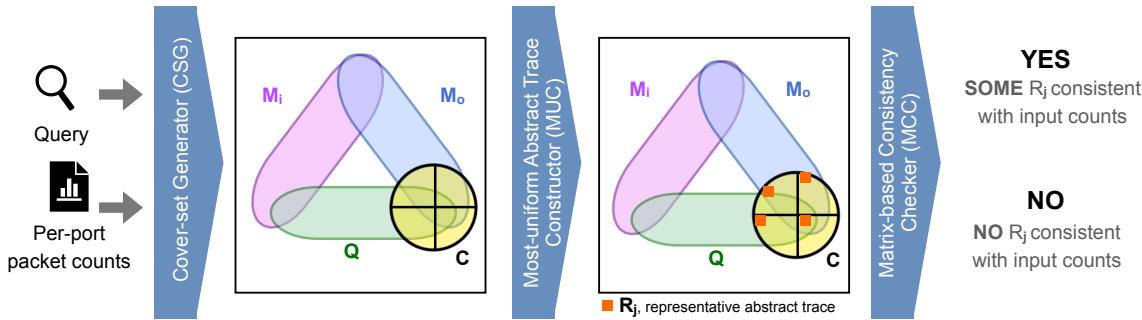 Query
Per-port
packet counts
Cover-set Generator (CSG)
Mi
Mo
Q
C
Most-uniform Abstract Trace
Constructor (MUC)
Mi
Mo
Q
C
Rj, representative abstract trace
Matrix-based Consistency
Checker (MCC)
YES
SOME Rj consistent
with input counts
NO
NO Rj consistent
with input counts